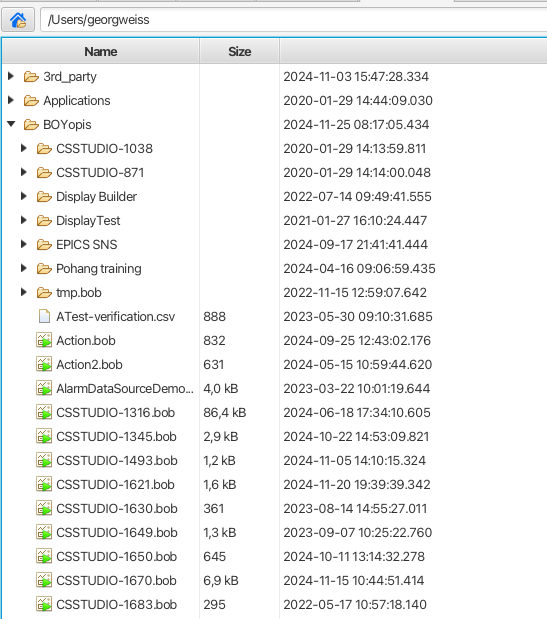 /Users/georgweiss
Name Size
3rd_party 2024-11-03 15:47:28.334
Applications 2020-01-29 14:44:09.030
BOYopis 2024-11-25 08:17:05.434
CSSTUDIO-1038 2020-01-29 14:13:59.811
CSSTUDIO-871 2020-01-29 14:14:00.048
Display Builder 2022-07-14 09:49:41.555
DisplayTest 2021-01-27 16:10:24.447
EPICS SNS 2024-09-17 21:41:41.444
Pohang training 2024-04-16 09:06:59.435
tmp.bob 2022-11-15 12:59:07.642
ATest-verification.csv 888 2023-05-30 09:10:31.685
Action.bob 832 2024-09-25 12:43:02.176
Action2.bob 631 2024-05-15 10:59:44.620
AlarmDataSourceDemo... 4,0 kB 2023-03-22 10:01:19.644
CSSTUDIO-1316.bob 86,4 kB 2024-06-18 17:34:10.605
CSSTUDIO-1345.bob 2,9 kB 2024-10-22 14:53:09.821
CSSTUDIO-1493.bob 1,2 kB 2024-11-05 14:10:15.324
CSSTUDIO-1621.bob 1,6 kB 2024-11-20 19:39:39.342
CSSTUDIO-1630.bob 361 2023-08-14 14:55:27.011
CSSTUDIO-1649.bob 1,3 kB 2023-09-07 10:25:22.760
CSSTUDIO-1650.bob 645 2024-10-11 13:14:32.278
CSSTUDIO-1670.bob 6,9 kB 2024-11-15 10:44:51.414
CSSTUDIO-1683.bob 295 2022-05-17 10:57:18.140